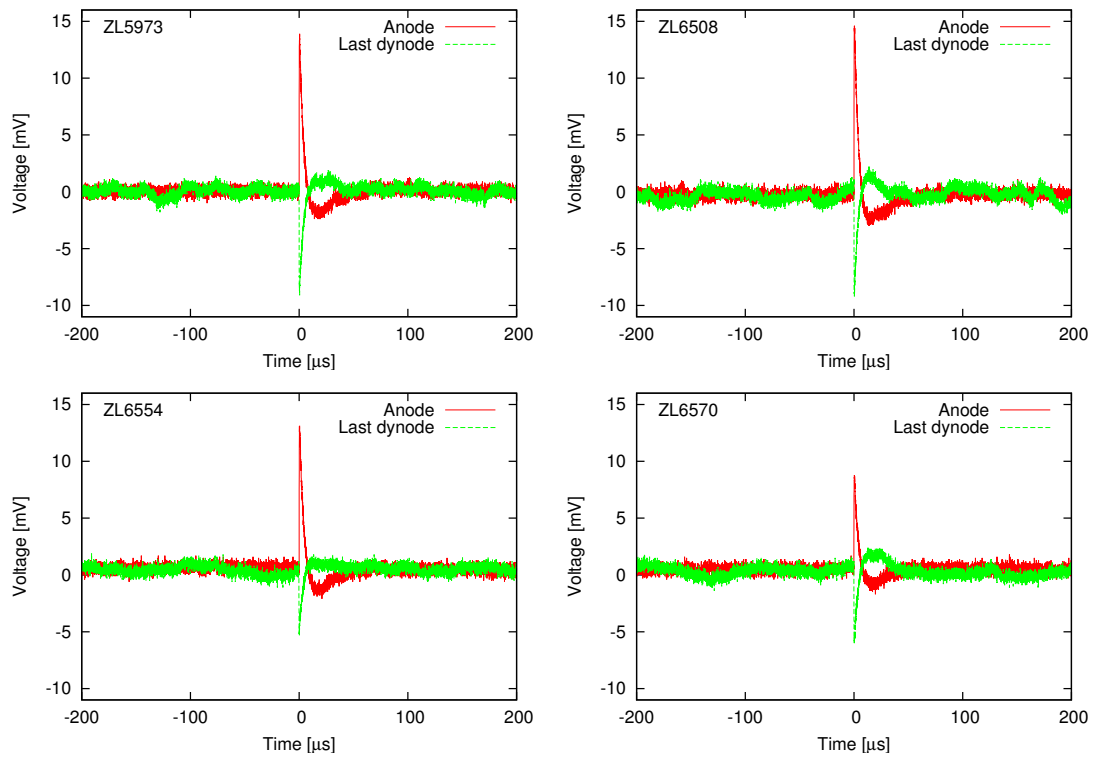 15
10
5
0
-5
-10
-200
-100
0
100
200
Voltage [mV]
Time [µs]
ZL5973
Anode
Last dynode
15
10
5
0
-5
-10
-200
-100
0
100
200
Voltage [mV]
Time [µs]
ZL6508
Anode
Last dynode
15
10
5
0
-5
-10
-200
-100
0
100
200
Voltage [mV]
Time [µs]
ZL6554
Anode
Last dynode
15
10
5
0
-5
-10
-200
-100
0
100
200
Voltage [mV]
Time [µs]
ZL6570
Anode
Last dynode